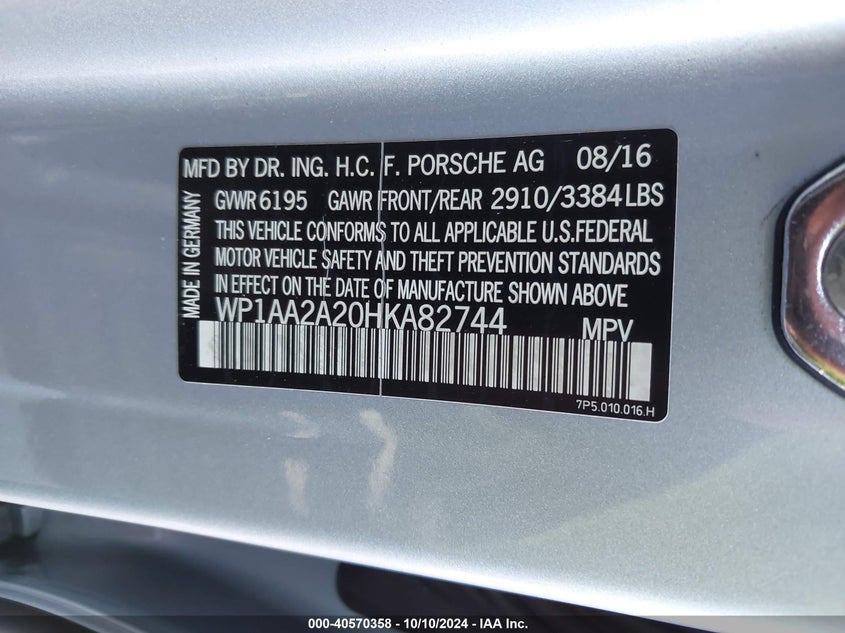 MFD BY DR. ING. H.C. F. PORSCHE AG 08/16
GVWR 6195 GAWR FRONT/REAR 2910/3384 LBS
THIS VEHICLE CONFORMS TO ALL APPLICABLE U.S. FEDERAL
MOTOR VEHICLE SAFETY AND THEFT PREVENTION STANDARDS
IN EFFECT ON THE DATE OF MANUFACTURE SHOWN ABOVE
WP1AA2A20HKA82744 MPV
MADE IN GERMANY
7P5.010.016.H
000-40570358 - 10/10/2024 - IAA Inc.